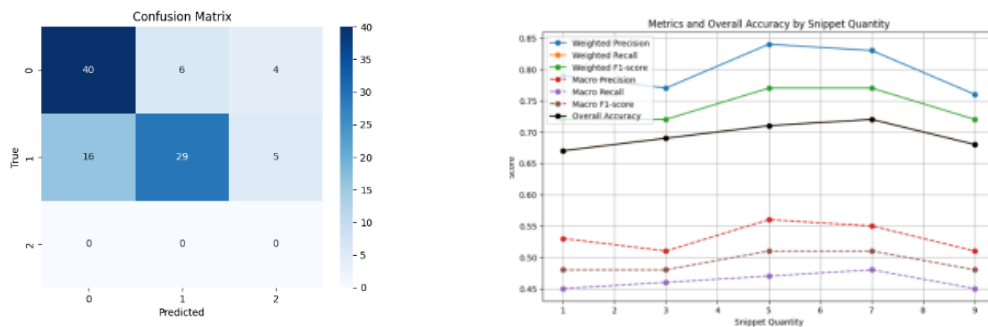 Confusion Matrix
40 6 4
16 29 5
0 0 0
0
1
2
True
0 1 2
Predicted
40
35
30
25
20
15
10
5
0
Metrics and Overall Accuracy by Snippet Quantity
0.85
0.80
0.75
0.70
0.65
0.60
0.55
0.50
0.45
Score
Weighted Precision
Weighted Recall
Weighted F1-score
Macro Precision
Macro Recall
Macro F1-score
Overall Accuracy
1 3 4 5 6 7 8 9
Snippet Quantity